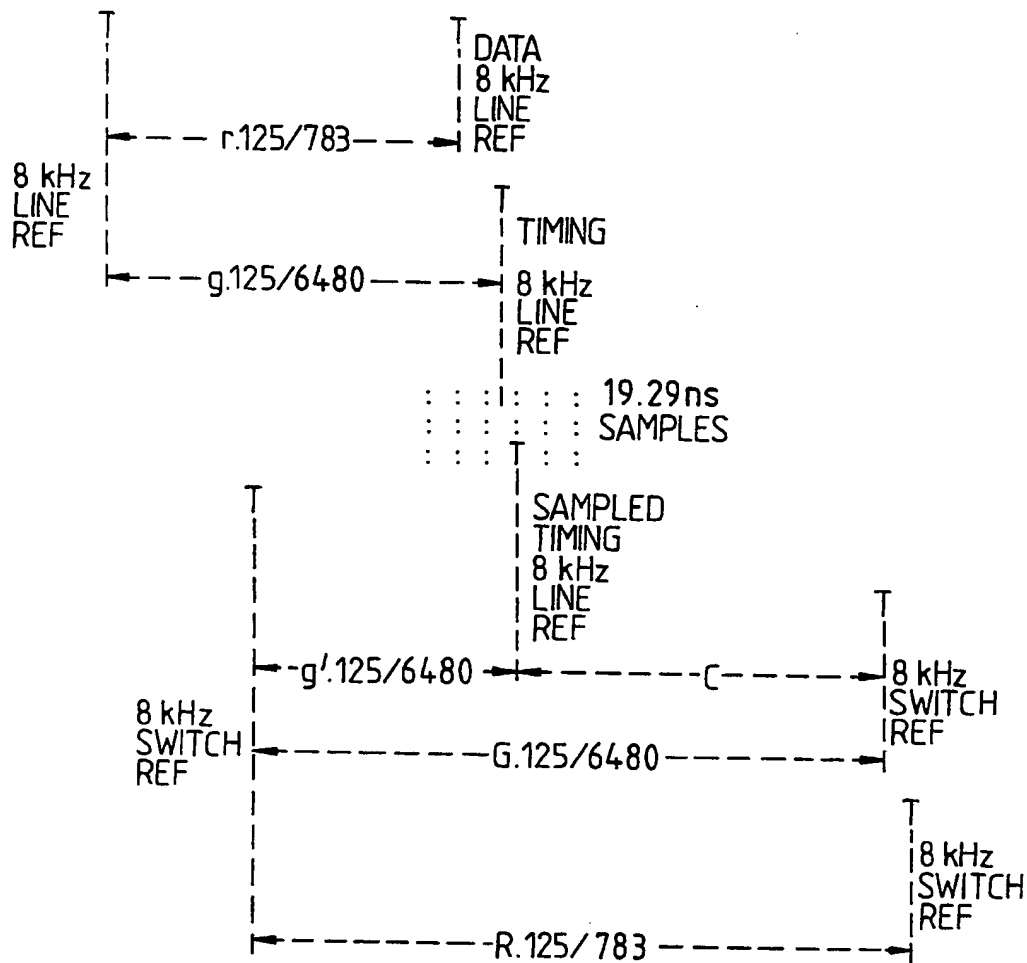 DATA
8 kHz
LINE
REF
r.125/783
8 kHz
LINE
REF
TIMING
8 kHz
LINE
REF
g.125/6480
19.29ns
SAMPLES
SAMPLED
TIMING
8 kHz
LINE
REF
g'.125/6480
C
8 kHz
SWITCH
REF
8 kHz
SWITCH
REF
G.125/6480
8 kHz
SWITCH
REF
R.125/783